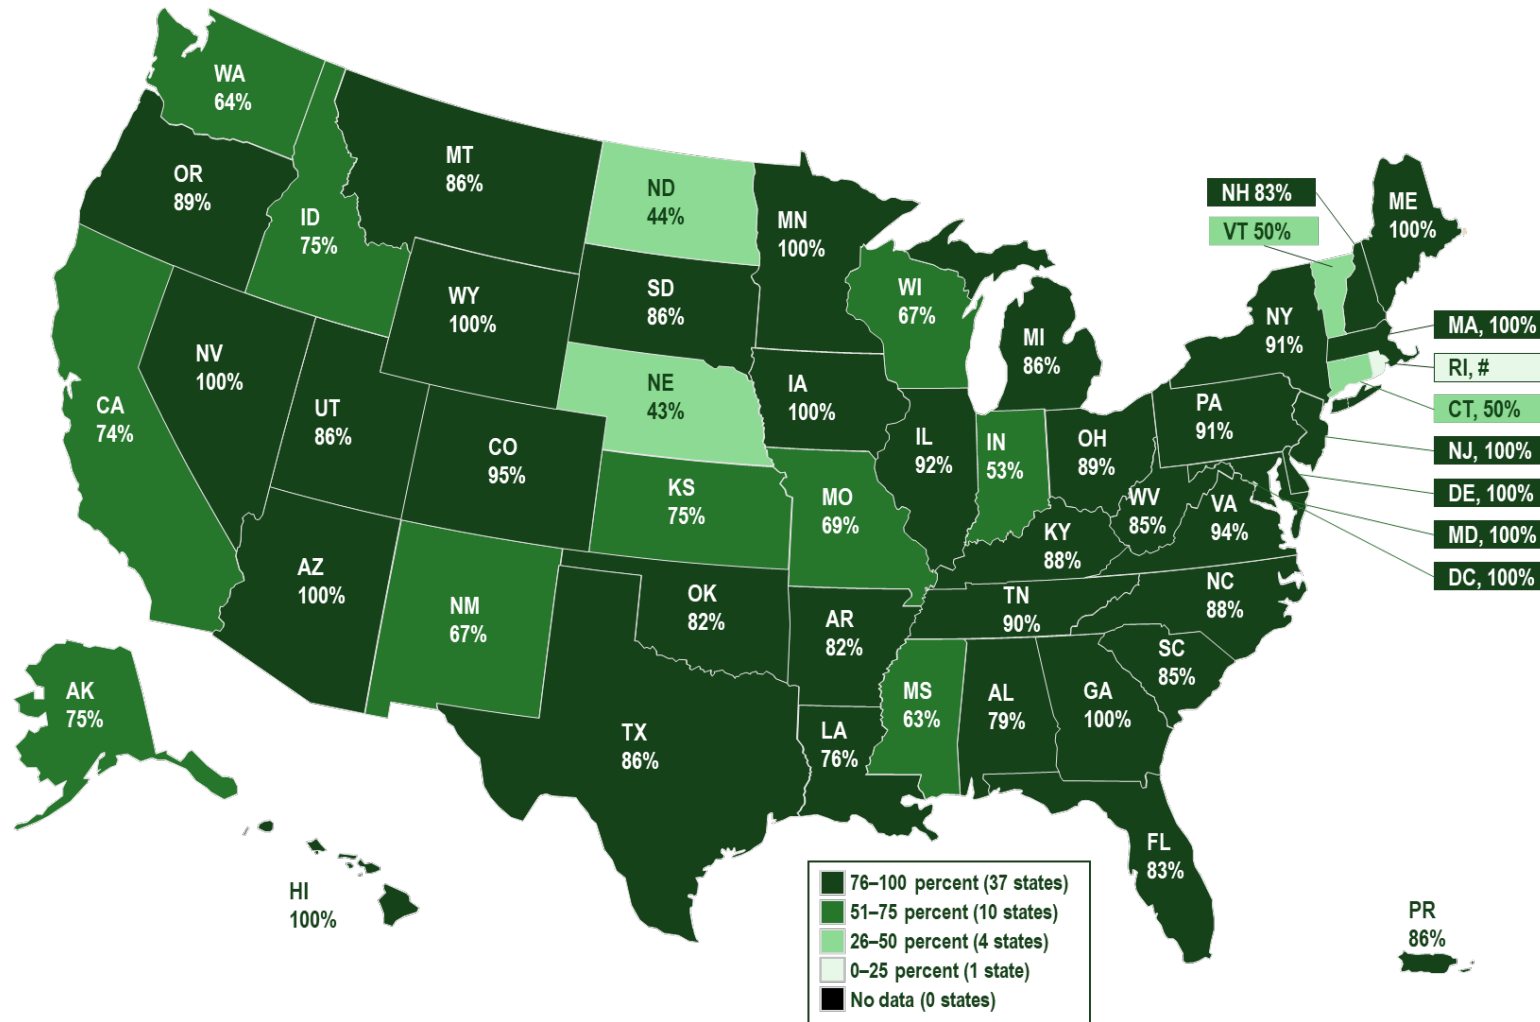 WA
64%
OR
89%
MT
86%
ID
75%
ND
44%
MN
100%
NH 83%
VT 50%
ME
100%
WY
100%
SD
86%
WI
67%
MI
86%
NY
91%
MA, 100%
RI, #
CT, 50%
NJ, 100%
DE, 100%
MD, 100%
DC, 100%
NV
100%
UT
86%
CA
74%
CO
95%
NE
43%
IA
100%
IL
92%
IN
53%
OH
89%
PA
91%
KS
75%
MO
69%
KY
88%
WV
85%
VA
94%
AZ
100%
NM
67%
OK
82%
AR
82%
TN
90%
NC
88%
SC
85%
MS
63%
AL
79%
GA
100%
TX
86%
LA
76%
FL
83%
AK
75%
HI
100%
PR
86%
76–100 percent (37 states)
51–75 percent (10 states)
26–50 percent (4 states)
0–25 percent (1 state)
No data (0 states)